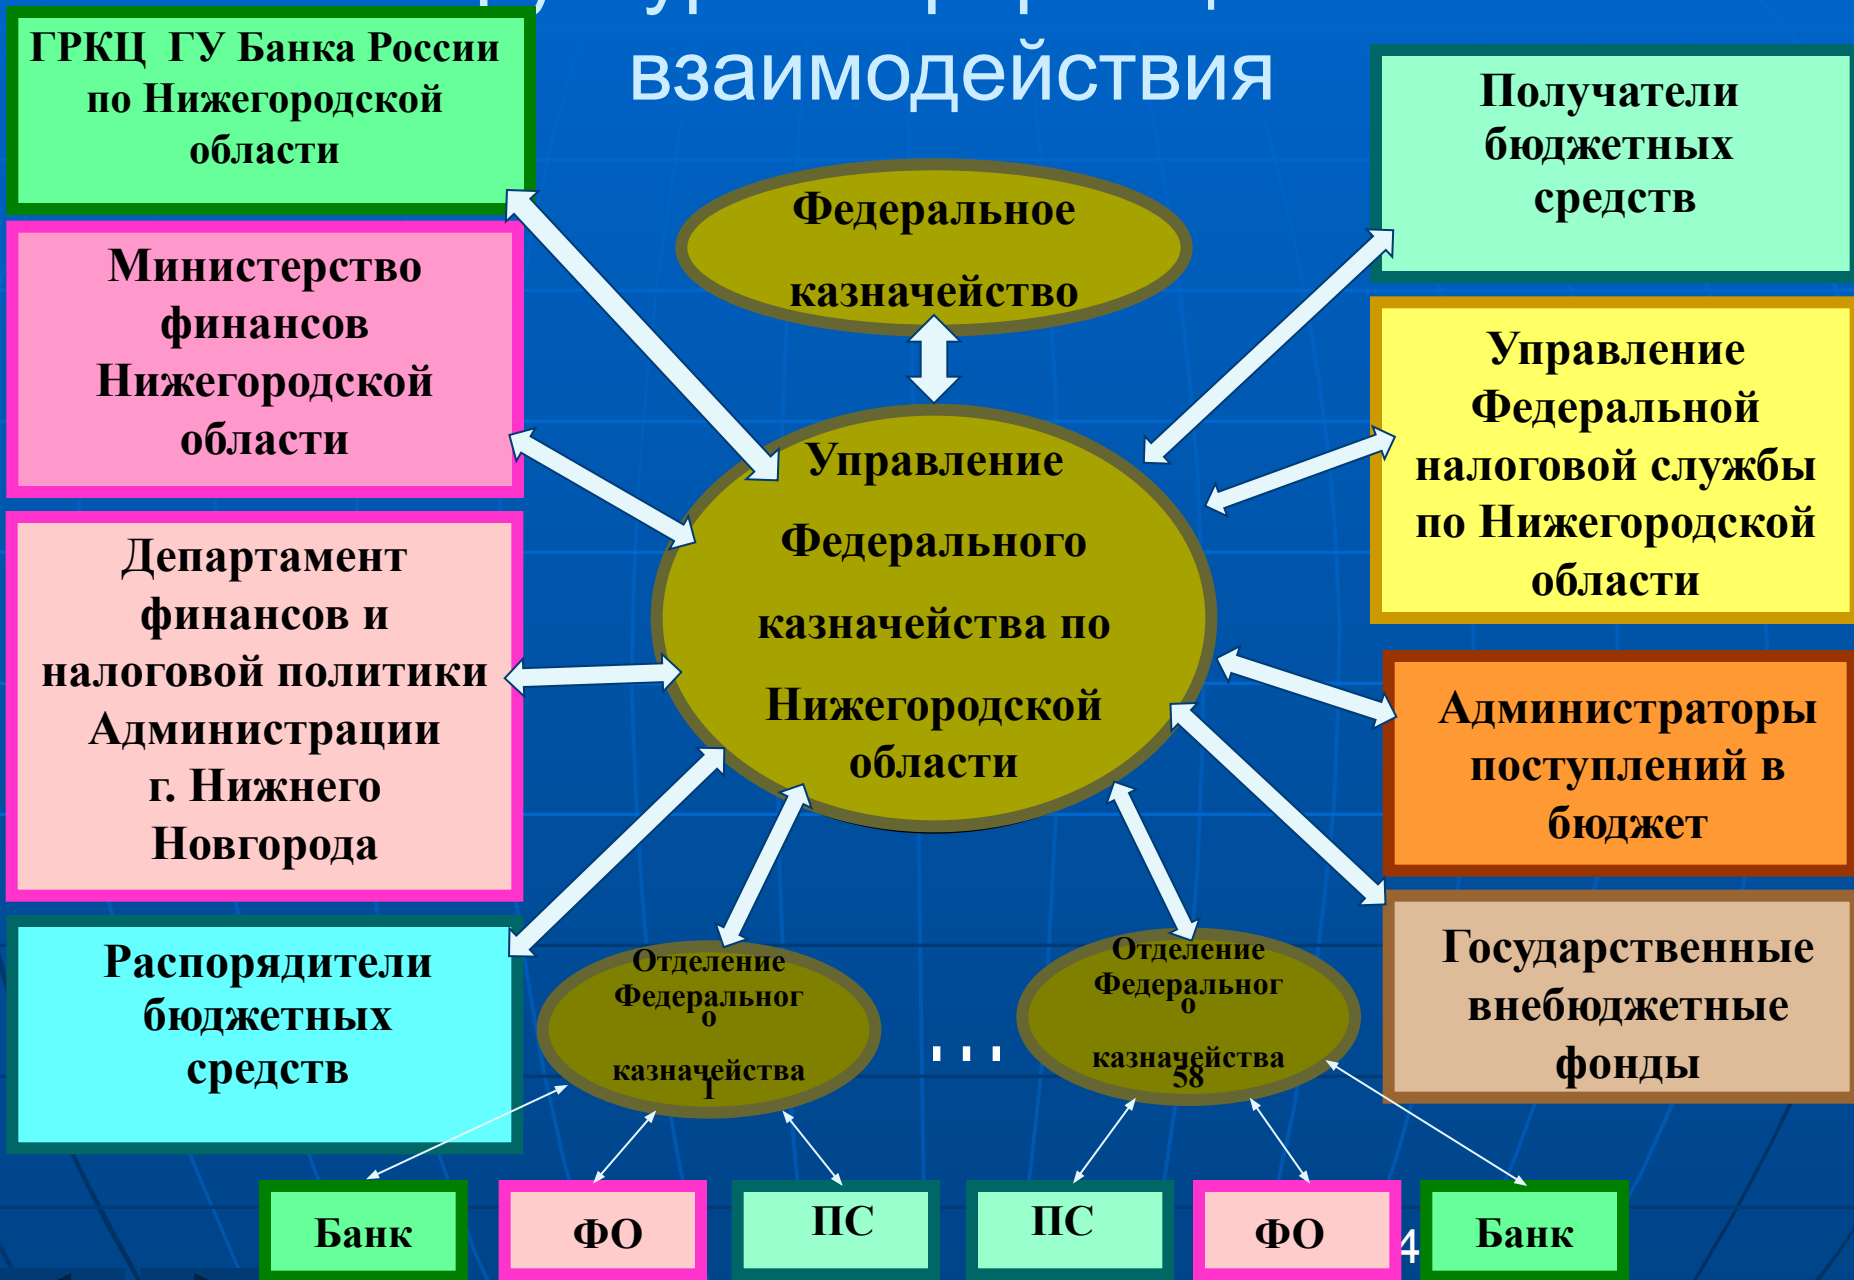 взаимодействия
ГРКЦ ГУ Банка России
по Нижегородской
области
Министерство
финансов
Нижегородской
области
Департамент
финансов и
налоговой политики
Администрации
г. Нижнего
Новгорода
Распорядители
бюджетных
средств
Федеральное
казначейство
Управление
Федерального
казначейства по
Нижегородской
области
Получатели
бюджетных
средств
Управление
Федеральной
налоговой службы
по Нижегородской
области
Администраторы
поступлений в
бюджет
Государственные
внебюджетные
фонды
Отделение
Федеральног
о
казначейства
1
...
Отделение
Федеральног
о
казначейства
58
Банк
ФО
ПС
ПС
ФО
4
Банк